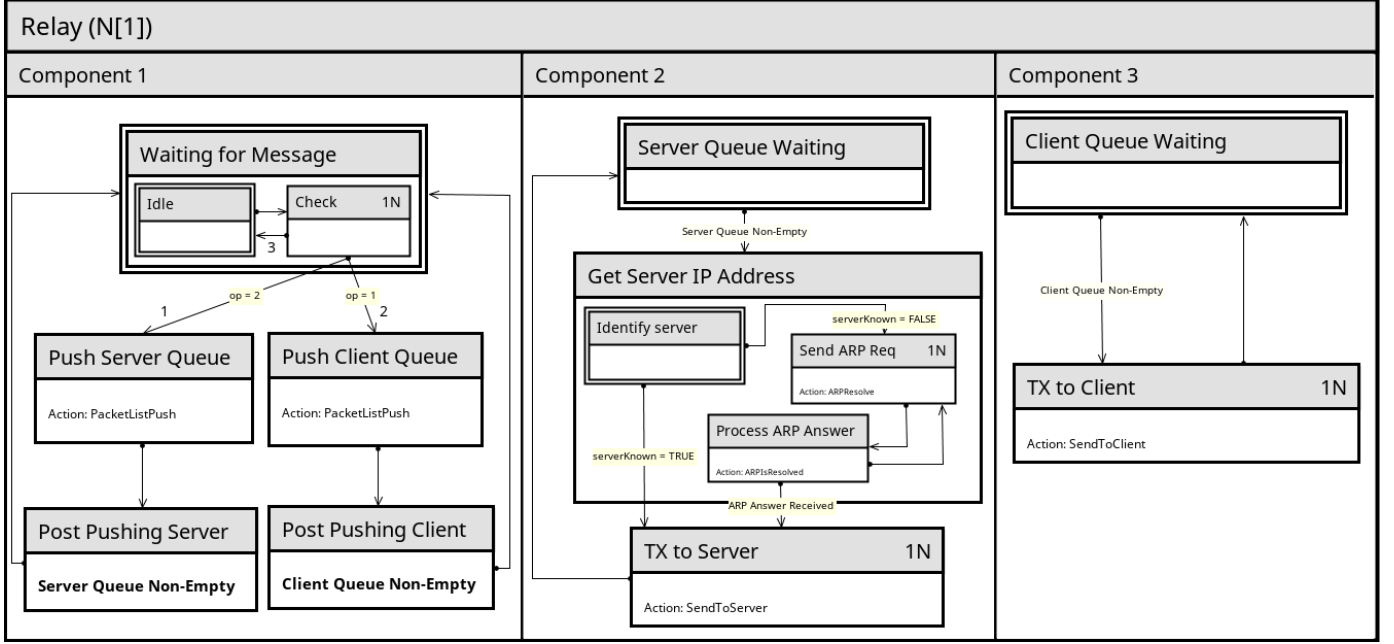 Relay (N[1])
Component 1
Waiting for Message
Idle
Check 1N
3
op = 2
op = 1
1
2
Push Server Queue
Action: PacketListPush
Push Client Queue
Action: PacketListPush
Post Pushing Server
Server Queue Non-Empty
Post Pushing Client
Client Queue Non-Empty
Component 2
Server Queue Waiting
Server Queue Non-Empty
Get Server IP Address
Identify server
serverKnown = FALSE
Send ARP Req 1N
Action: ARPResolve
Process ARP Answer
Action: ARPIsResolved
serverKnown = TRUE
ARP Answer Received
TX to Server 1N
Action: SendToServer
Component 3
Client Queue Waiting
Client Queue Non-Empty
TX to Client 1N
Action: SendToClient